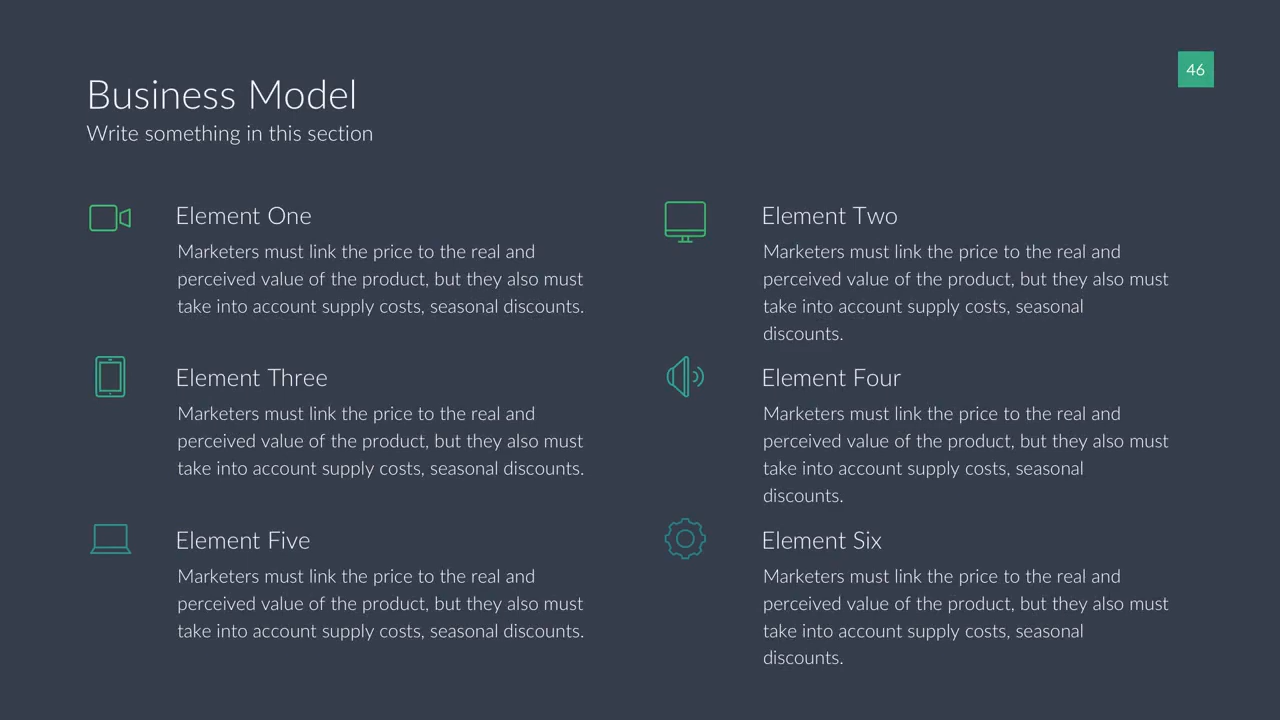 46
Business Model
Write something in this section
Element One
Marketers must link the price to the real and
perceived value of the product, but they also must
take into account supply costs, seasonal discounts.
Element Two
Marketers must link the price to the real and
perceived value of the product, but they also must
take into account supply costs, seasonal
discounts.
Element Three
Marketers must link the price to the real and
perceived value of the product, but they also must
take into account supply costs, seasonal discounts.
Element Four
Marketers must link the price to the real and
perceived value of the product, but they also must
take into account supply costs, seasonal
discounts.
Element Five
Marketers must link the price to the real and
perceived value of the product, but they also must
take into account supply costs, seasonal discounts.
Element Six
Marketers must link the price to the real and
perceived value of the product, but they also must
take into account supply costs, seasonal
discounts.